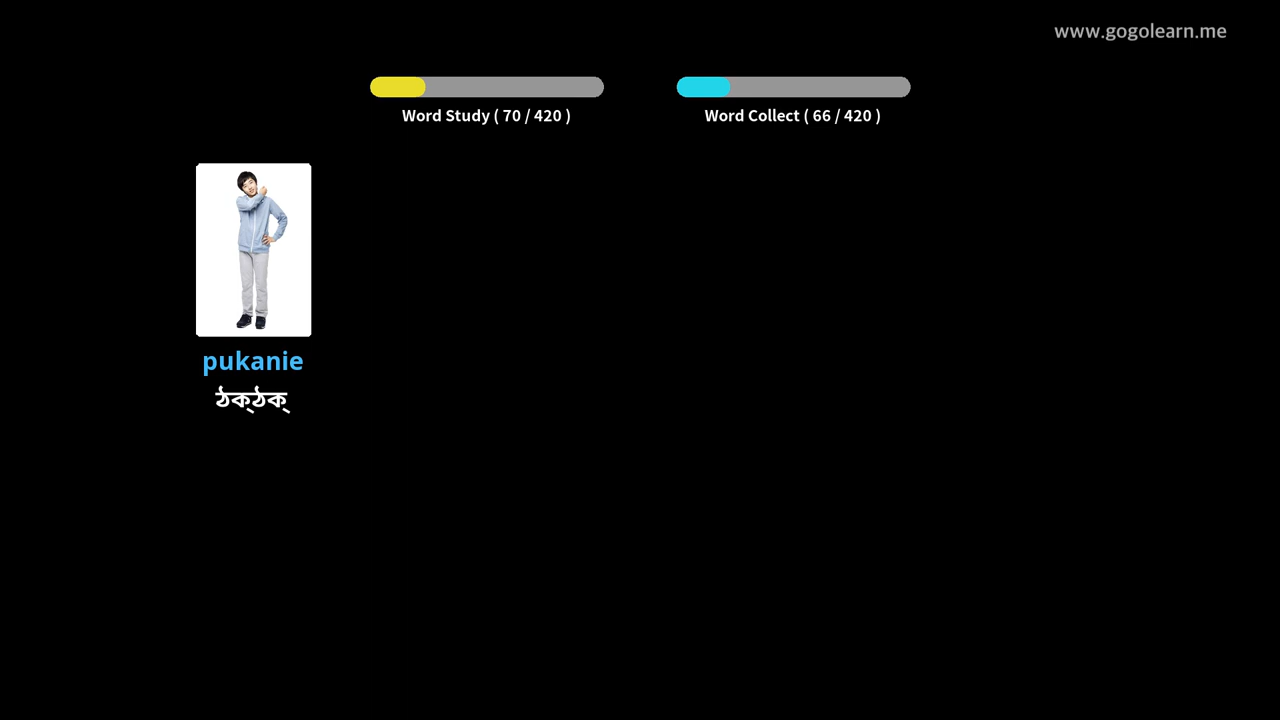 www.gogolearn.me
Word Study ( 70 / 420 )
Word Collect ( 66 / 420 )
pukanie
ঠক্ঠক্